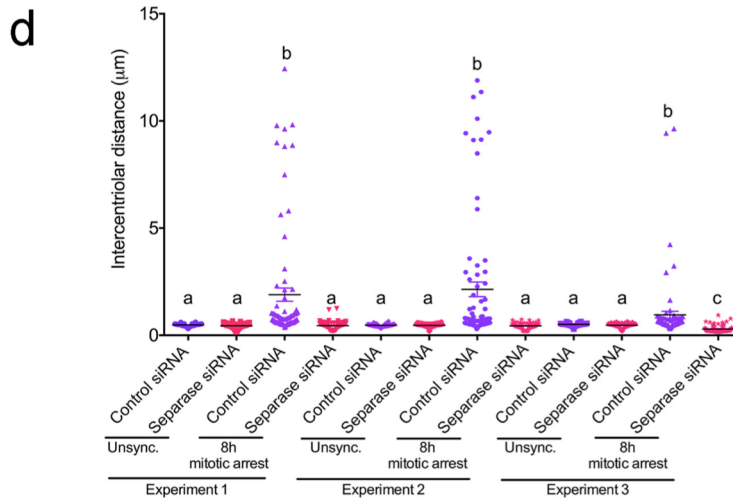 d
Intercentriolar distance (μm)
15
10
5
0
a
a
b
a
a
a
b
a
a
a
b
c
Control siRNA
Separase siRNA
Control siRNA
Separase siRNA
Control siRNA
Separase siRNA
Control siRNA
Separase siRNA
Control siRNA
Separase siRNA
Control siRNA
Separase siRNA
Unsync.
8h
mitotic arrest
Unsync.
8h
mitotic arrest
Unsync.
8h
mitotic arrest
Experiment 1
Experiment 2
Experiment 3